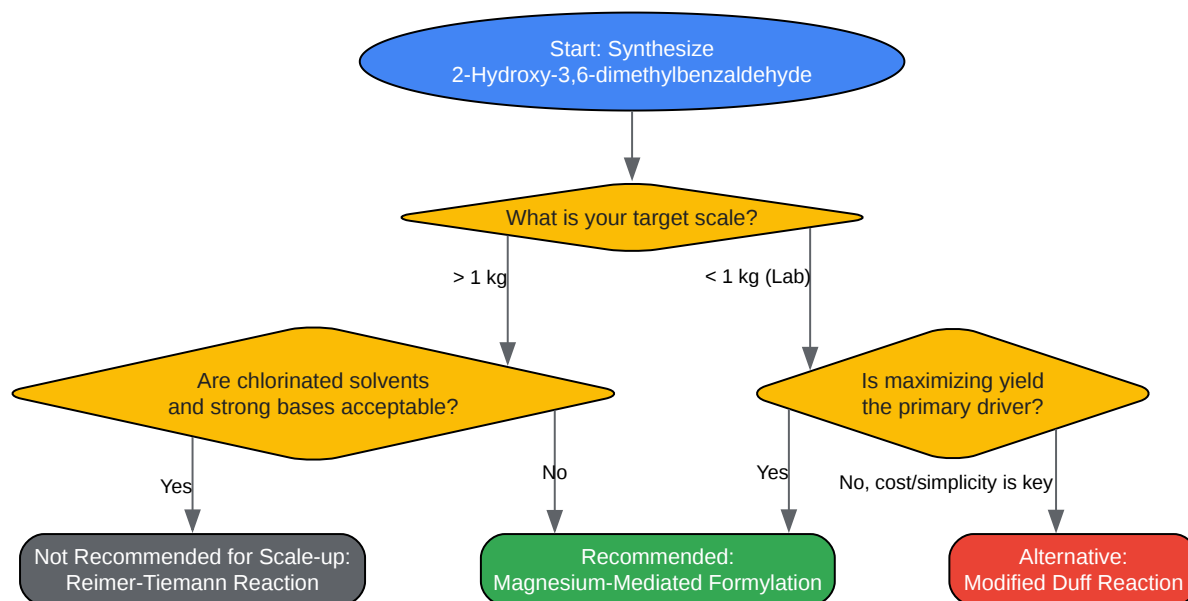 Start: Synthesize
2-Hydroxy-3,6-dimethylbenzaldehyde
What is your target scale?
> 1 kg
< 1 kg (Lab)
Are chlorinated solvents
and strong bases acceptable?
Is maximizing yield
the primary driver?
Yes
No
Yes
No, cost/simplicity is key
Not Recommended for Scale-up:
Reimer-Tiemann Reaction
Recommended:
Magnesium-Mediated Formylation
Alternative:
Modified Duff Reaction